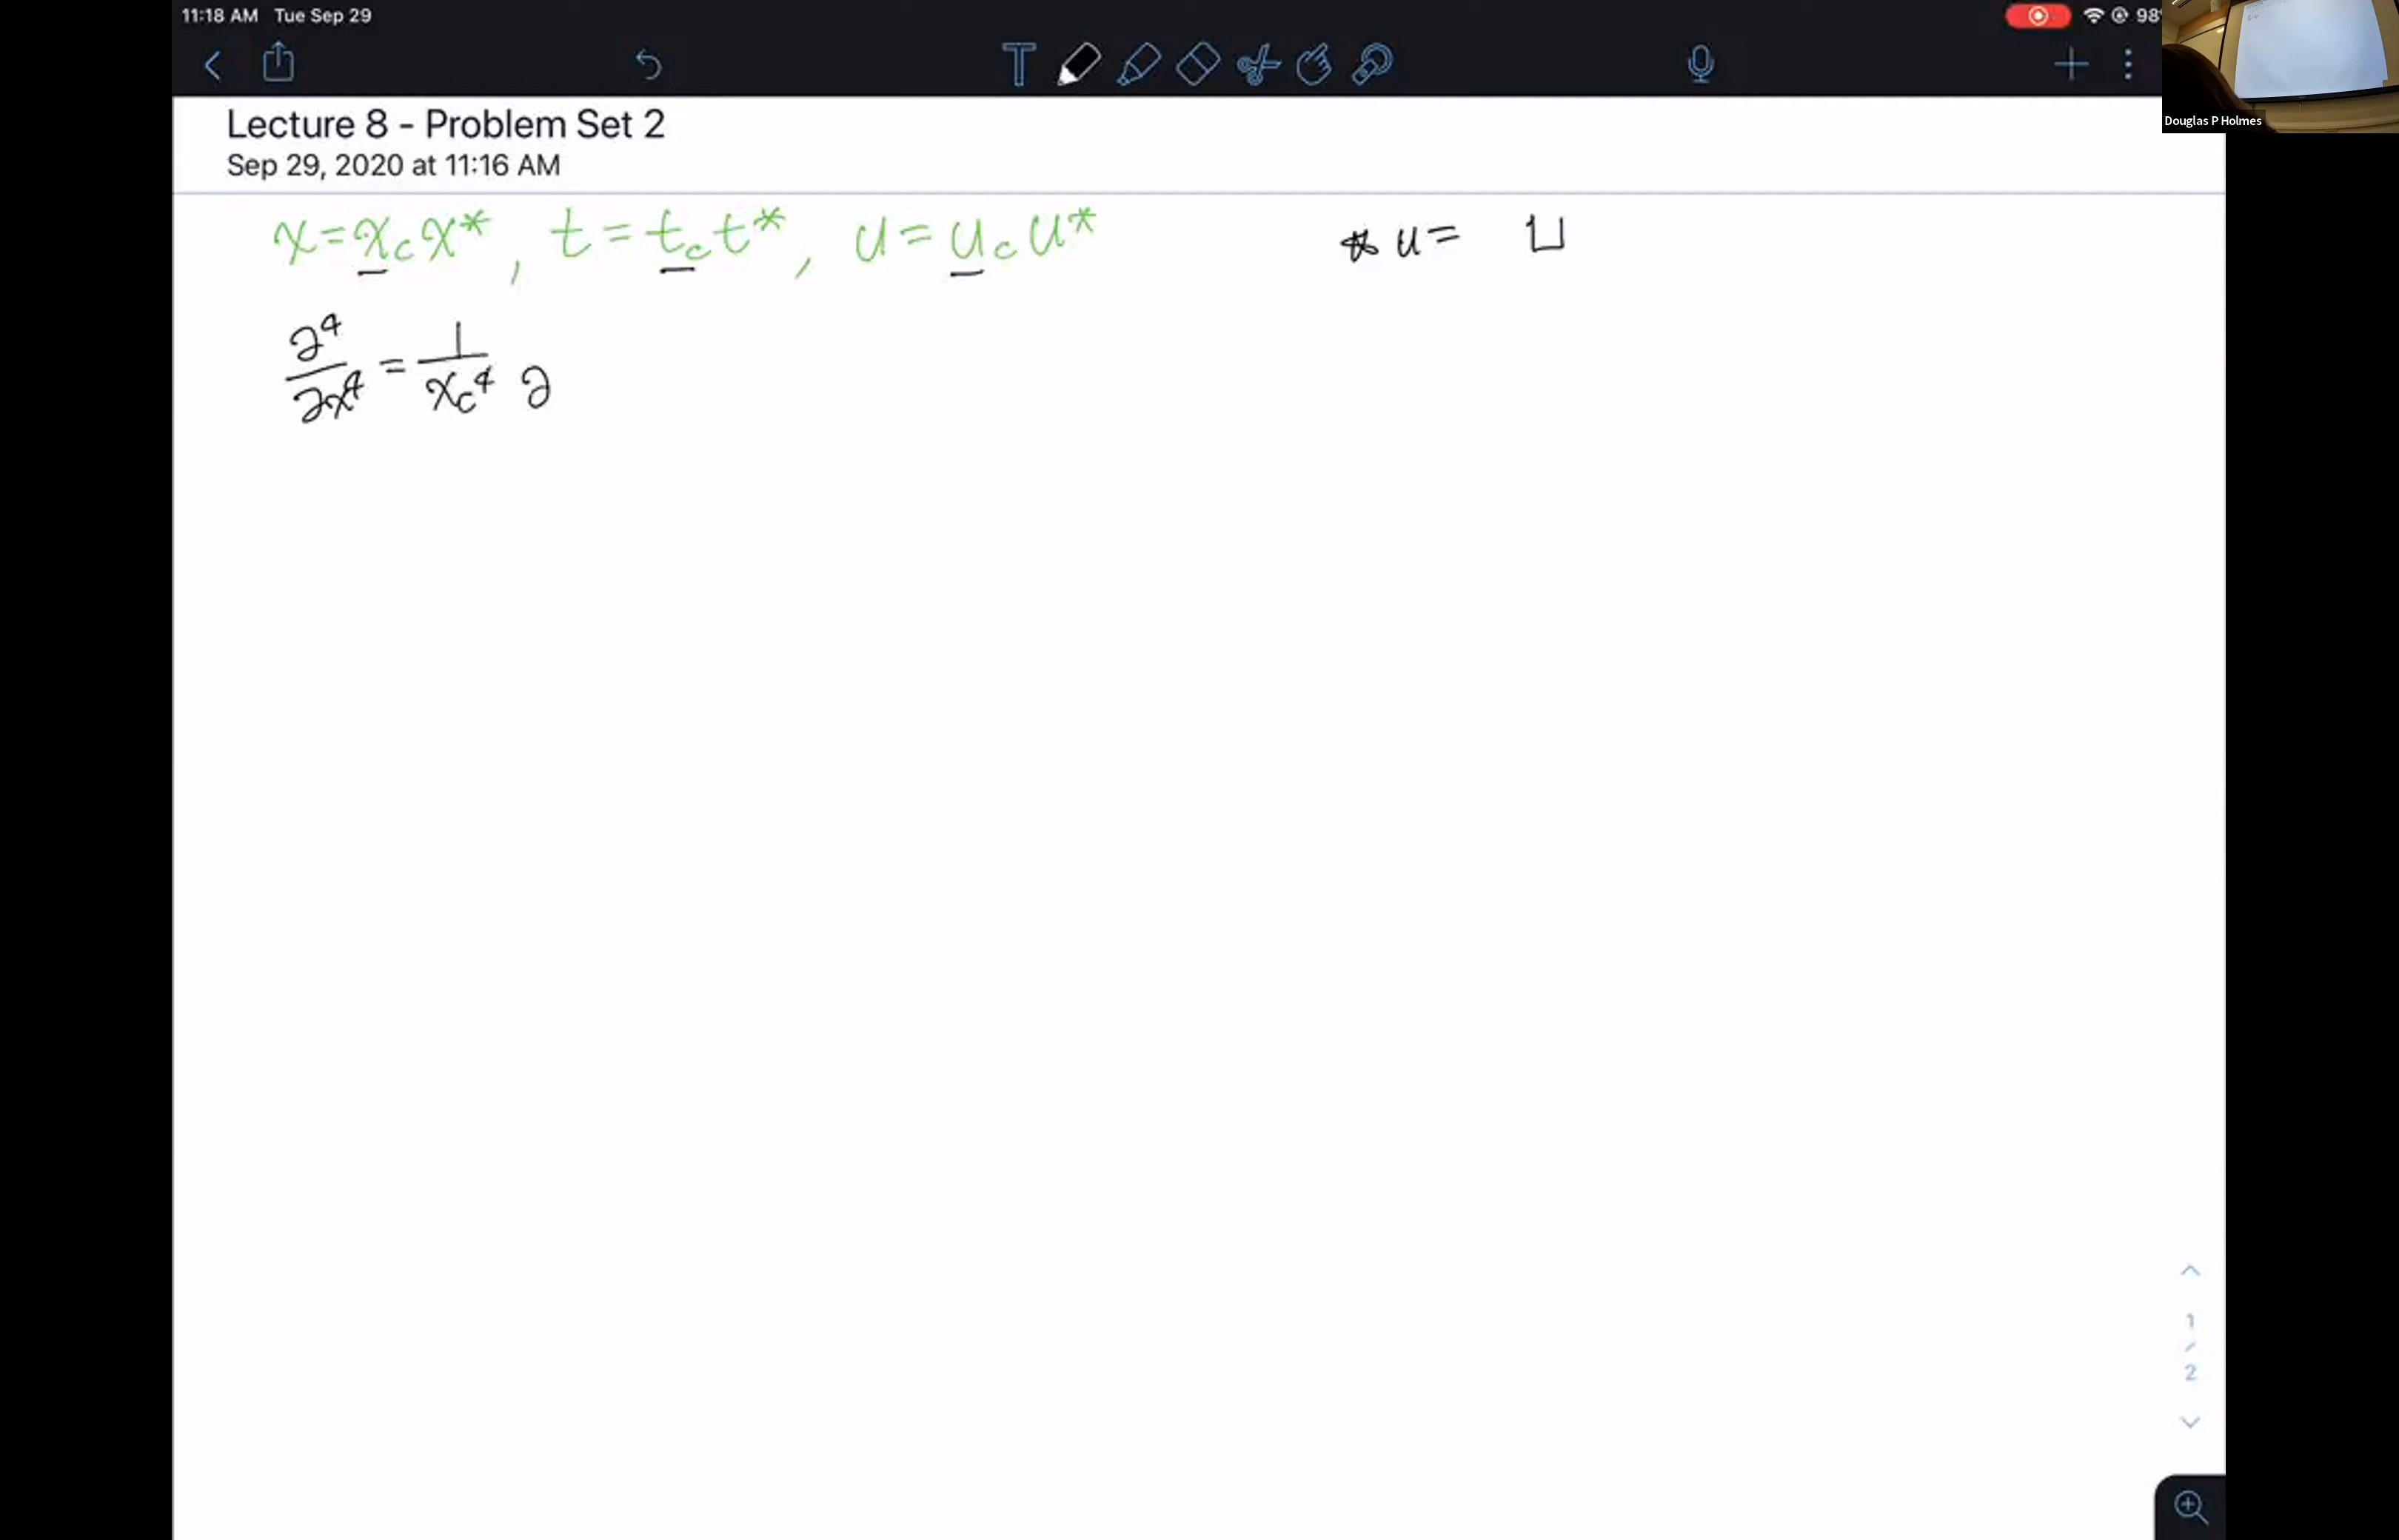 11:18 AM Tue Sep 29
98
Douglas P Holmes
Lecture 8 - Problem Set 2
Sep 29, 2020 at 11:16 AM
x = x_c x*, t = t_c t*, u = u_c u*
* u = u
∂⁴/∂x⁴ = 1/x_c⁴ ∂
1/2